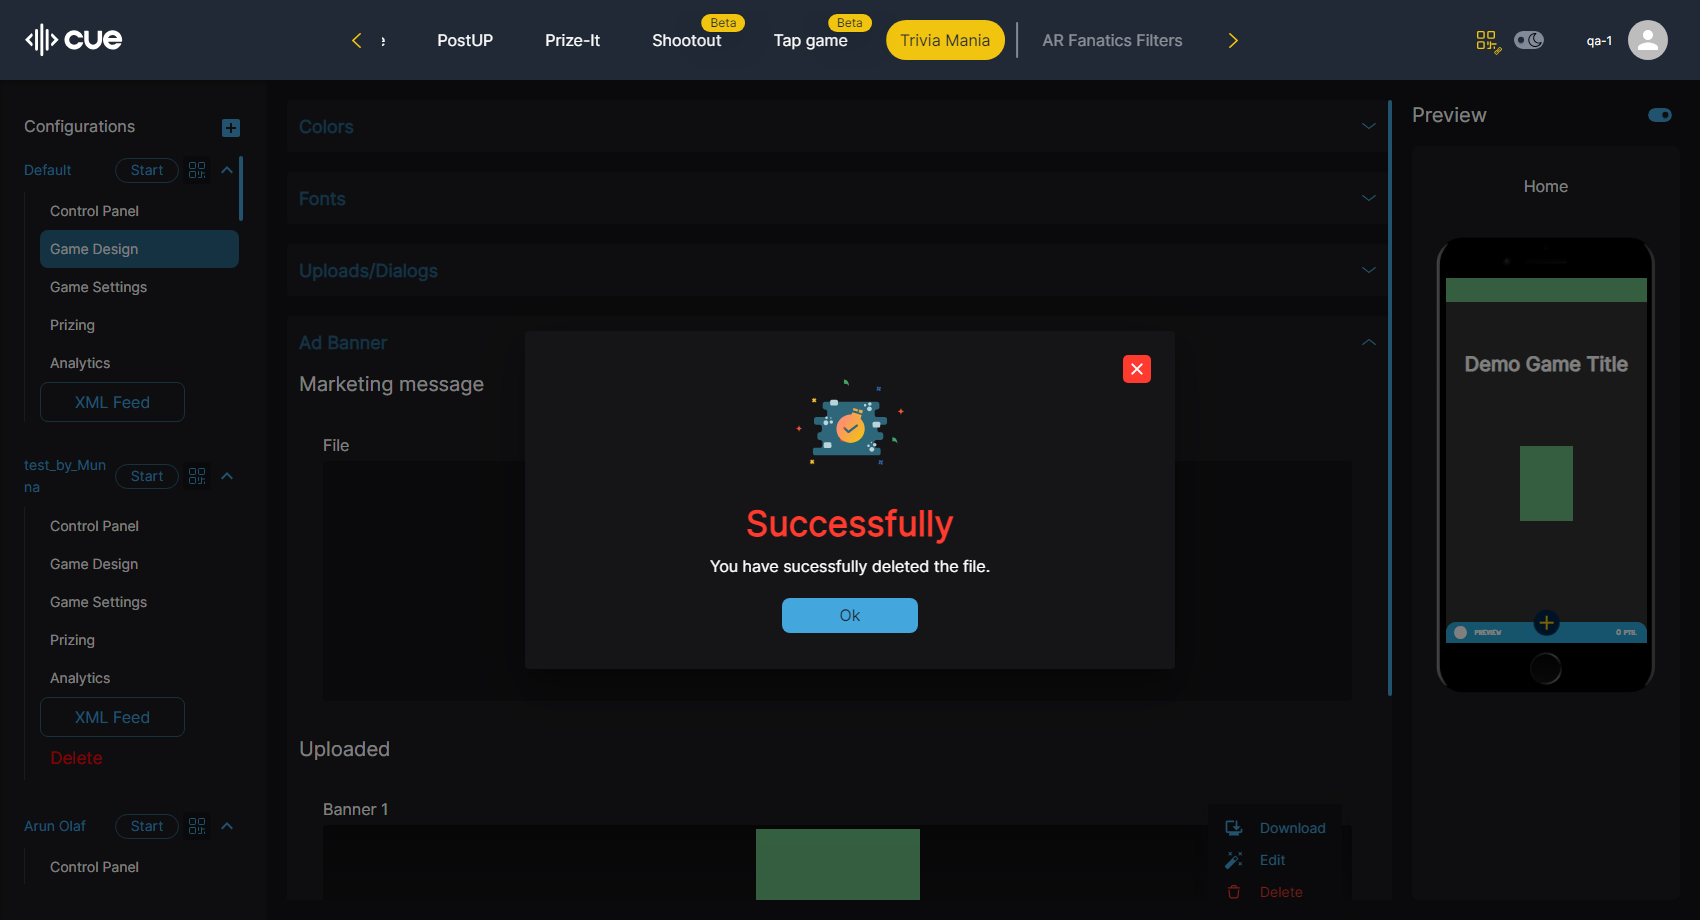 cue
PostUP
Prize-It
Beta
Shootout
Beta
Tap game
Trivia Mania
AR Fanatics Filters
qa-1
Configurations
Default
Start
Control Panel
Game Design
Game Settings
Prizing
Analytics
XML Feed
test_by_Mun
na
Start
Control Panel
Game Design
Game Settings
Prizing
Analytics
XML Feed
Delete
Arun Olaf
Start
Control Panel
Colors
Fonts
Uploads/Dialogs
Ad Banner
Marketing message
File
Successfully
You have sucessfully deleted the file.
Ok
Uploaded
Banner 1
Download
Edit
Delete
Preview
Home
Demo Game Title
PREVIEW
0 PTS.